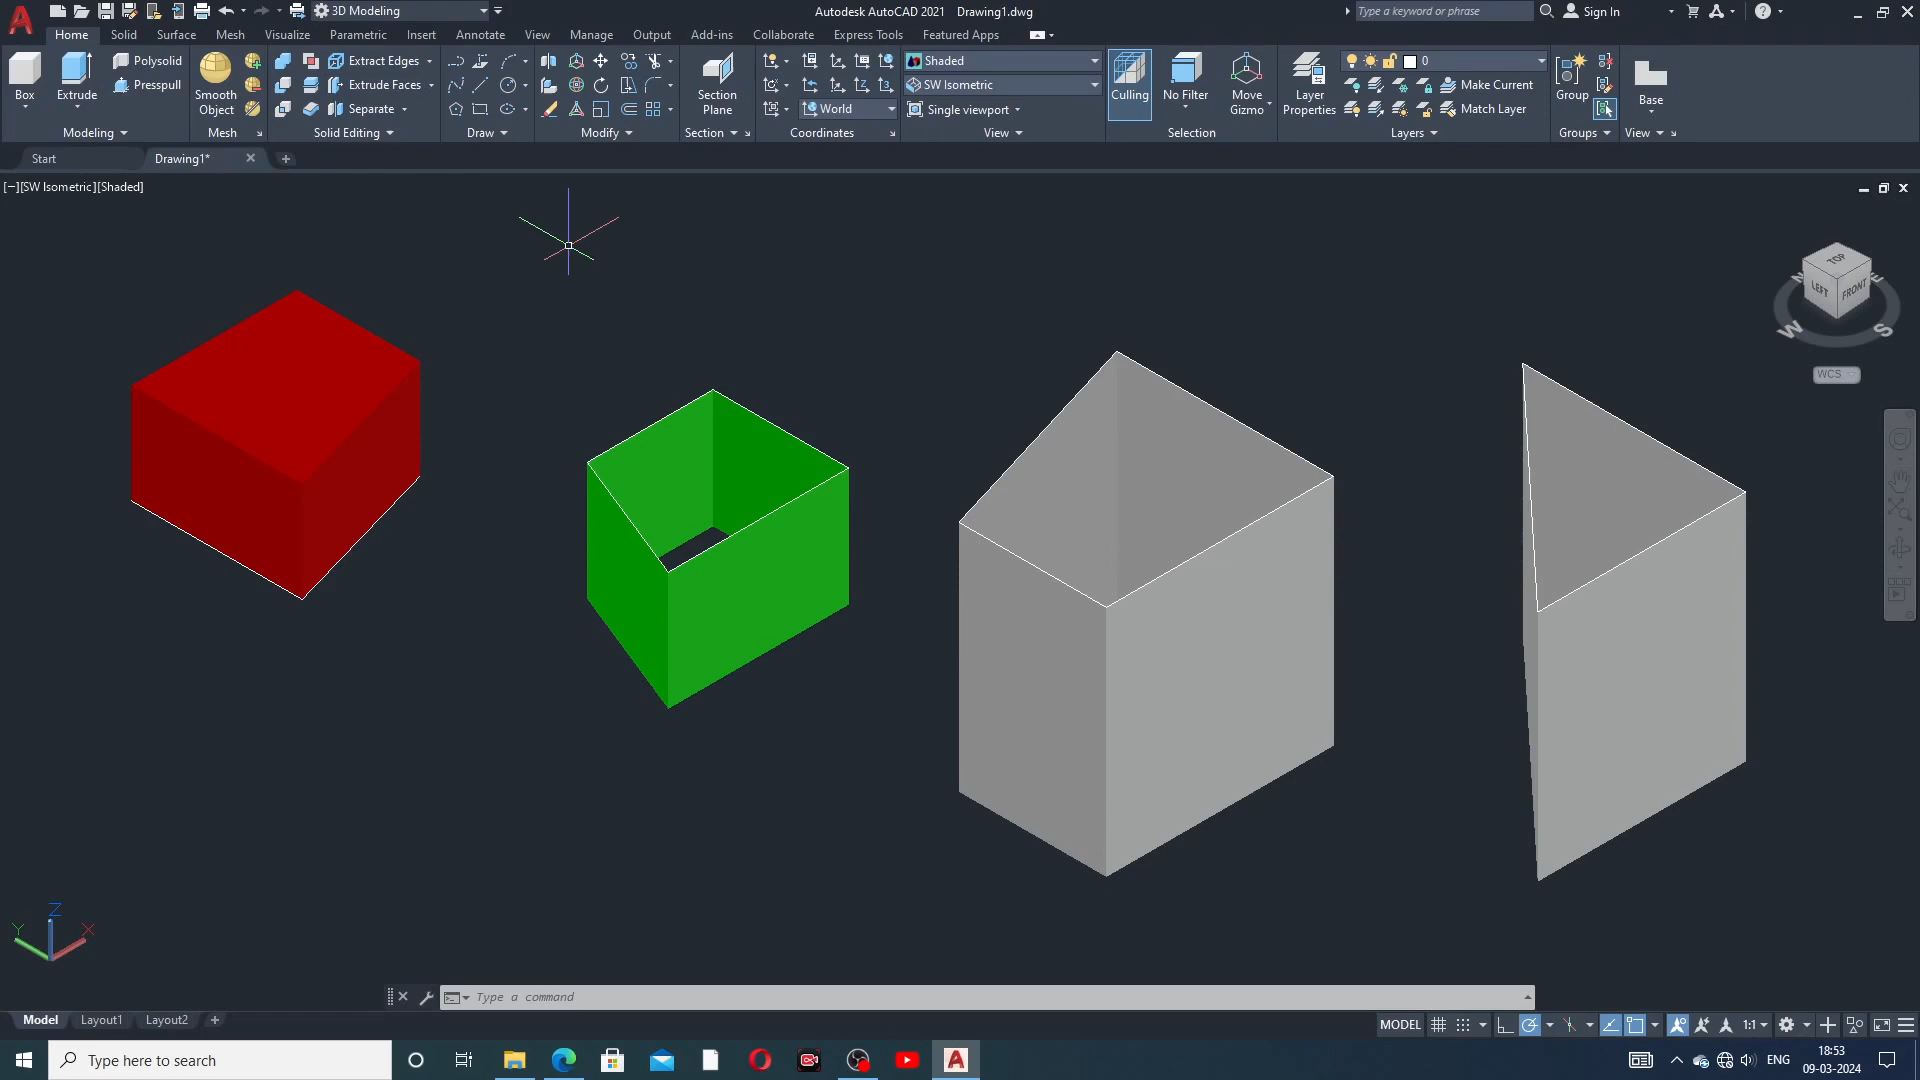 3D Modeling
Autodesk AutoCAD 2021 Drawing1.dwg
Type a keyword or phrase
Sign In
Home Solid Surface Mesh Visualize Parametric Insert Annotate View Manage Output Add-ins Collaborate Express Tools Featured Apps
Box
Extrude
Polysolid
Presspull
Modeling
Smooth
Object
Mesh
Extract Edges
Extrude Faces
Separate
Solid Editing
Draw
Modify
Section
Plane
Section
World
Coordinates
Shaded
SW Isometric
Single viewport
View
Culling
No Filter
Move
Gizmo
Selection
Layer
Properties
0
Make Current
Match Layer
Layers
Group
Groups
Base
View
Start
Drawing1*
[−][SW Isometric][Shaded]
TOP
LEFT
FRONT
N
E
W
S
WCS
Z
Y
X
Type a command
Model Layout1 Layout2
MODEL
1:1
Type here to search
ENG
18:53
09-03-2024